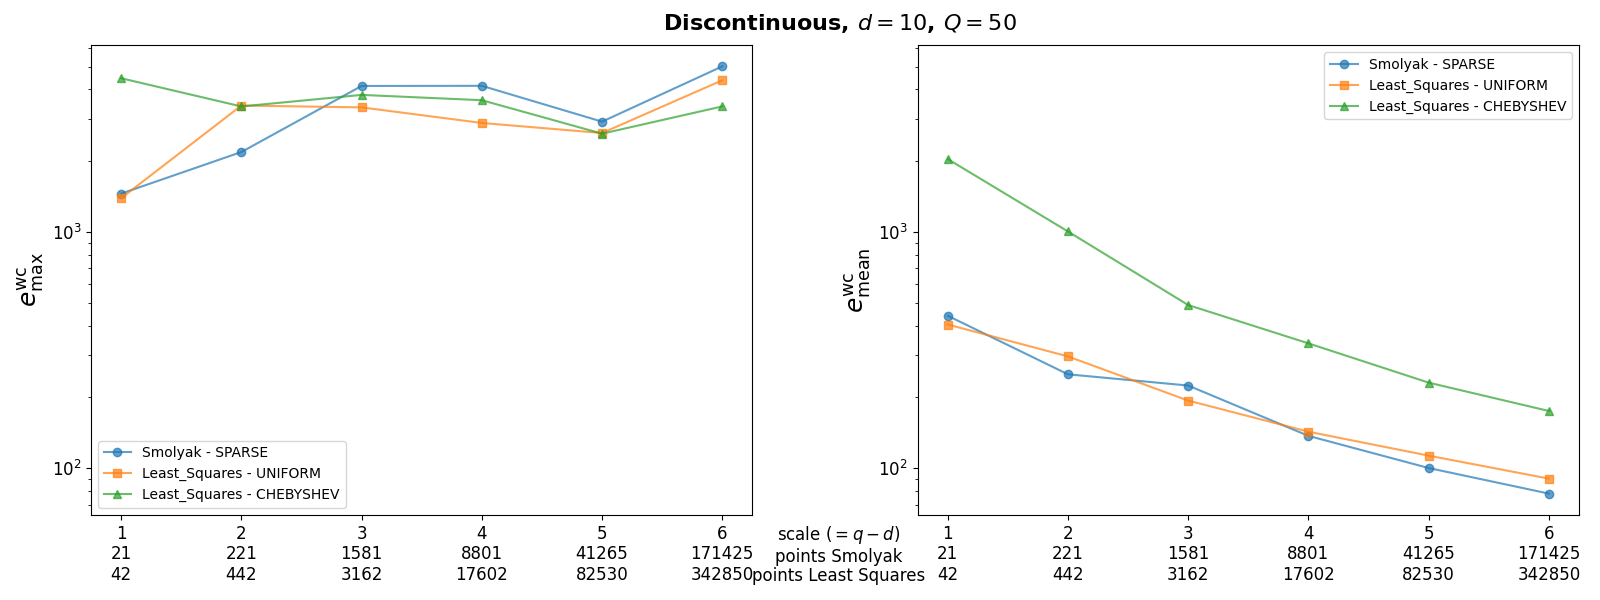 Discontinuous, d = 10, Q = 50
10^3
10^2
e^wc_max
Smolyak - SPARSE
Least_Squares - UNIFORM
Least_Squares - CHEBYSHEV
10^3
10^2
e^wc_mean
Smolyak - SPARSE
Least_Squares - UNIFORM
Least_Squares - CHEBYSHEV
1 2 3 4 5 6 scale (= q − d) 1 2 3 4 5 6
21 221 1581 8801 41265 171425 points Smolyak 21 221 1581 8801 41265 171425
42 442 3162 17602 82530 342850 points Least Squares 42 442 3162 17602 82530 342850